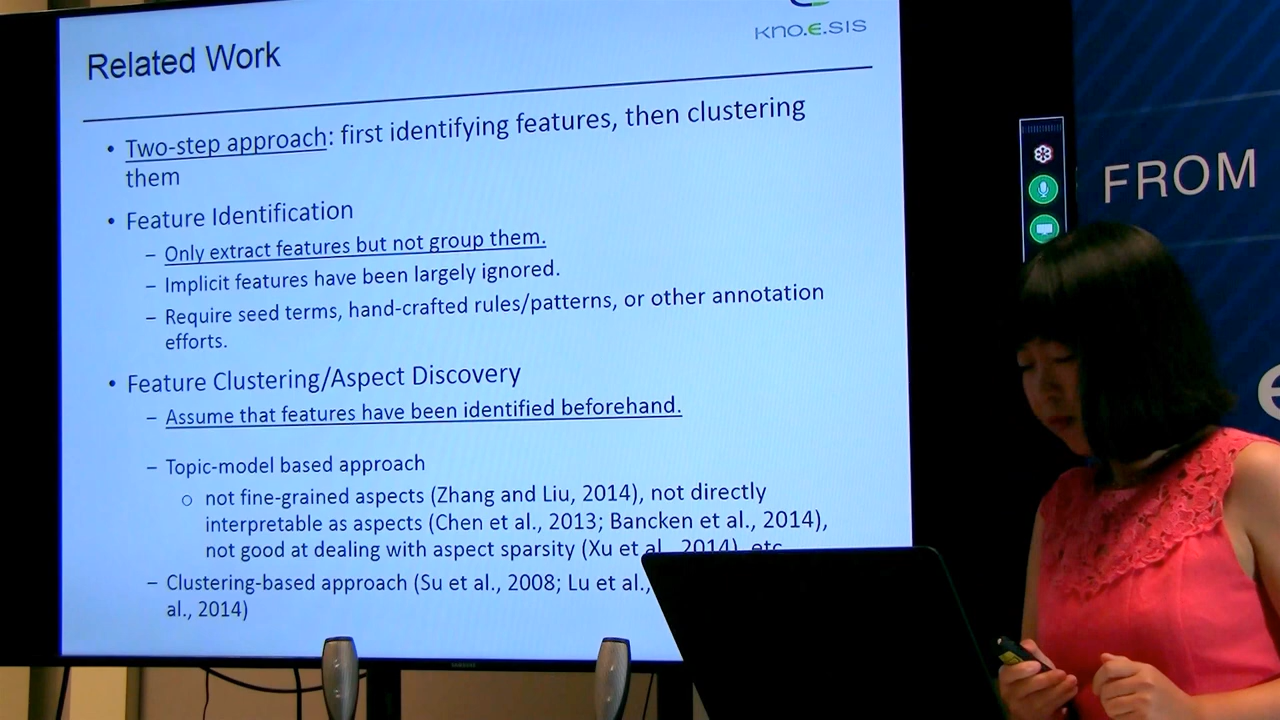 KNO.E.SIS
Related Work
• Two-step approach: first identifying features, then clustering
them
• Feature Identification
– Only extract features but not group them.
– Implicit features have been largely ignored.
– Require seed terms, hand-crafted rules/patterns, or other annotation
efforts.
• Feature Clustering/Aspect Discovery
– Assume that features have been identified beforehand.
– Topic-model based approach
○ not fine-grained aspects (Zhang and Liu, 2014), not directly
interpretable as aspects (Chen et al., 2013; Bancken et al., 2014),
not good at dealing with aspect sparsity (Xu et al., 2014), etc
– Clustering-based approach (Su et al., 2008; Lu et al.,
al., 2014)
SAMSUNG
FROM
e